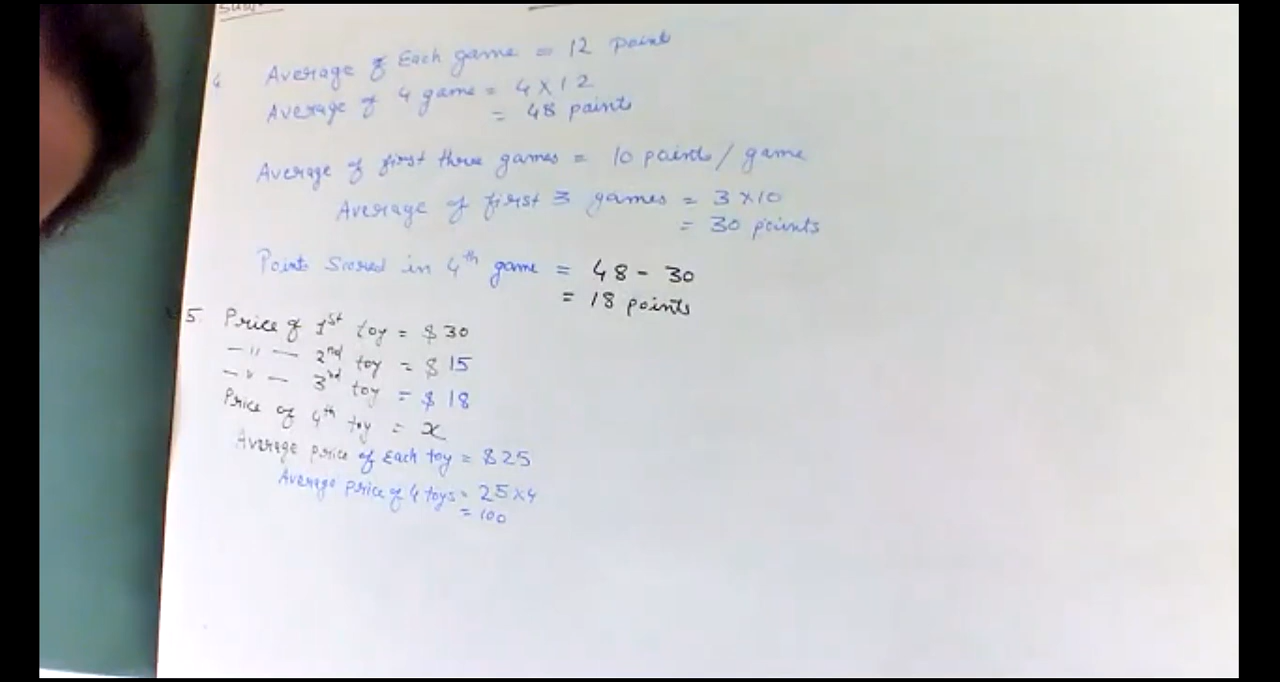 4 Average of Each game = 12 point
Average of 4 game = 4 X 12
= 48 points
Average of first three games = 10 points / game
Average of first 3 games = 3 x 10
= 30 points
Points Scored in 4th game = 48 - 30
= 18 points
5. Price of 1st toy = $ 30
— " — 2nd toy = $ 15
— " — 3rd toy = $ 18
Price of 4th toy = x
Average price of Each toy = $25
Average price of 4 toys = 25 x 4
= 100